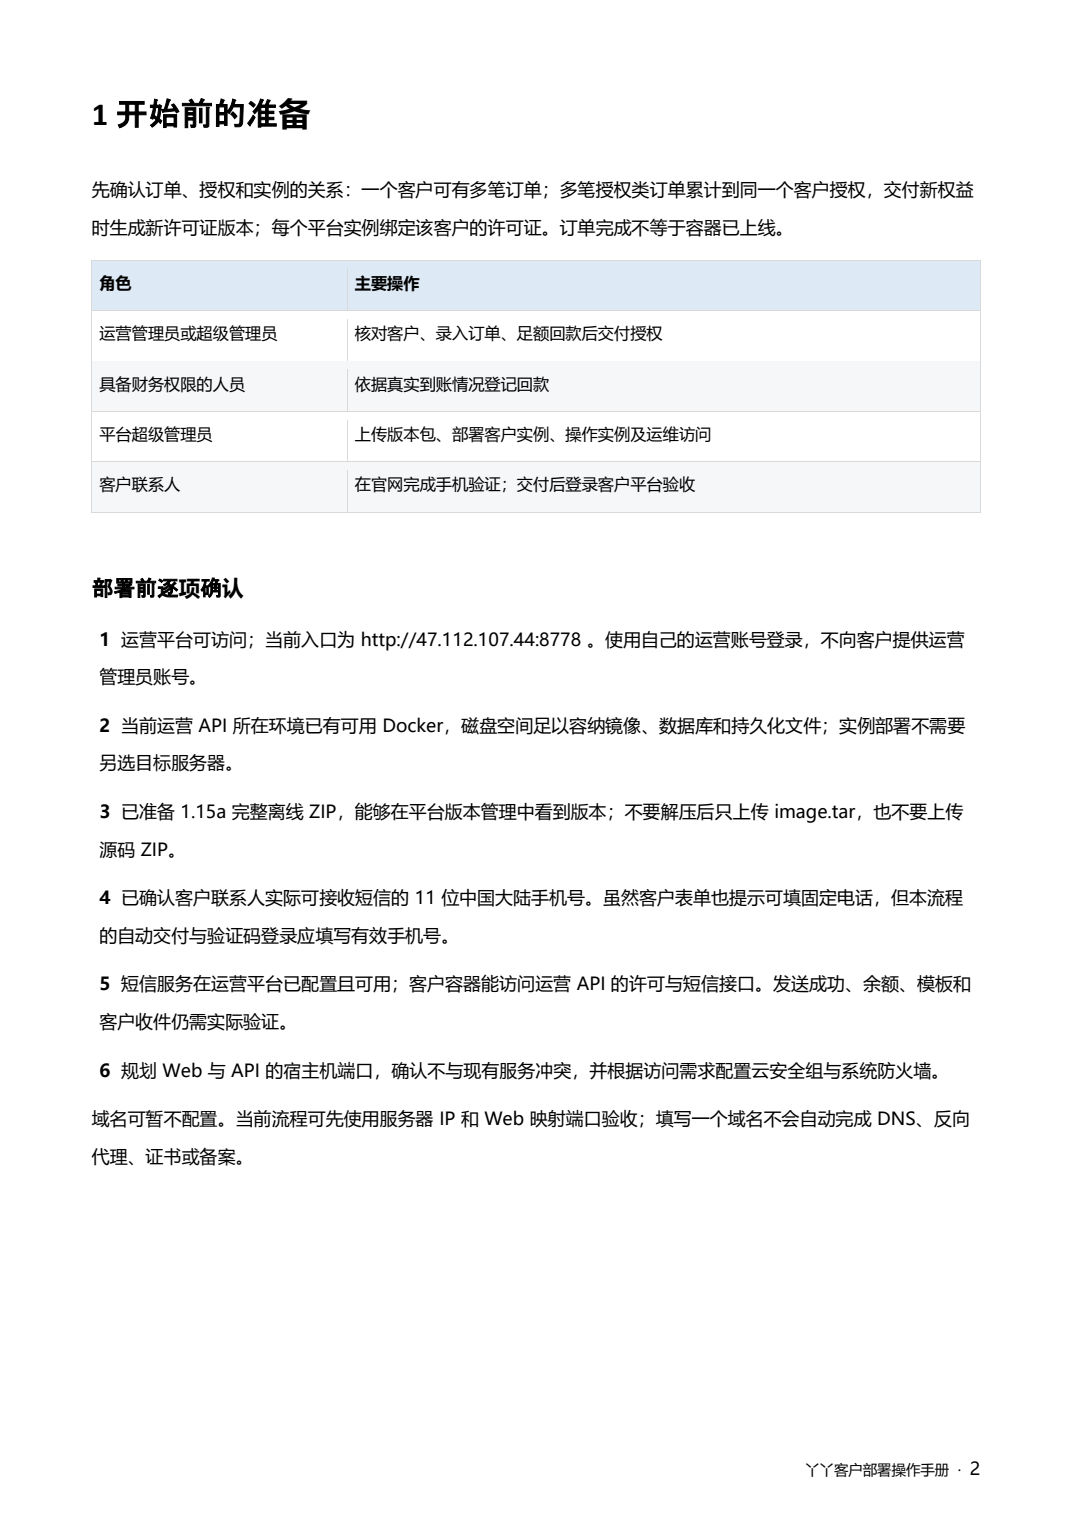 1 开始前的准备
先确认订单、授权和实例的关系：一个客户可有多笔订单；多笔授权类订单累计到同一个客户授权，交付新权益
时生成新许可证版本；每个平台实例绑定该客户的许可证。订单完成不等于容器已上线。
角色 主要操作
运营管理员或超级管理员 核对客户、录入订单、足额回款后交付授权
具备财务权限的人员 依据真实到账情况登记回款
平台超级管理员 上传版本包、部署客户实例、操作实例及运维访问
客户联系人 在官网完成手机验证；交付后登录客户平台验收
部署前逐项确认
1 运营平台可访问；当前入口为 http://47.112.107.44:8778 。使用自己的运营账号登录，不向客户提供运营
管理员账号。
2 当前运营 API 所在环境已有可用 Docker，磁盘空间足以容纳镜像、数据库和持久化文件；实例部署不需要
另选目标服务器。
3 已准备 1.15a 完整离线 ZIP，能够在平台版本管理中看到版本；不要解压后只上传 image.tar，也不要上传
源码 ZIP。
4 已确认客户联系人实际可接收短信的 11 位中国大陆手机号。虽然客户表单也提示可填固定电话，但本流程
的自动交付与验证码登录应填写有效手机号。
5 短信服务在运营平台已配置且可用；客户容器能访问运营 API 的许可与短信接口。发送成功、余额、模板和
客户收件仍需实际验证。
6 规划 Web 与 API 的宿主机端口，确认不与现有服务冲突，并根据访问需求配置云安全组与系统防火墙。
域名可暂不配置。当前流程可先使用服务器 IP 和 Web 映射端口验收；填写一个域名不会自动完成 DNS、反向
代理、证书或备案。
丫丫客户部署操作手册 · 2